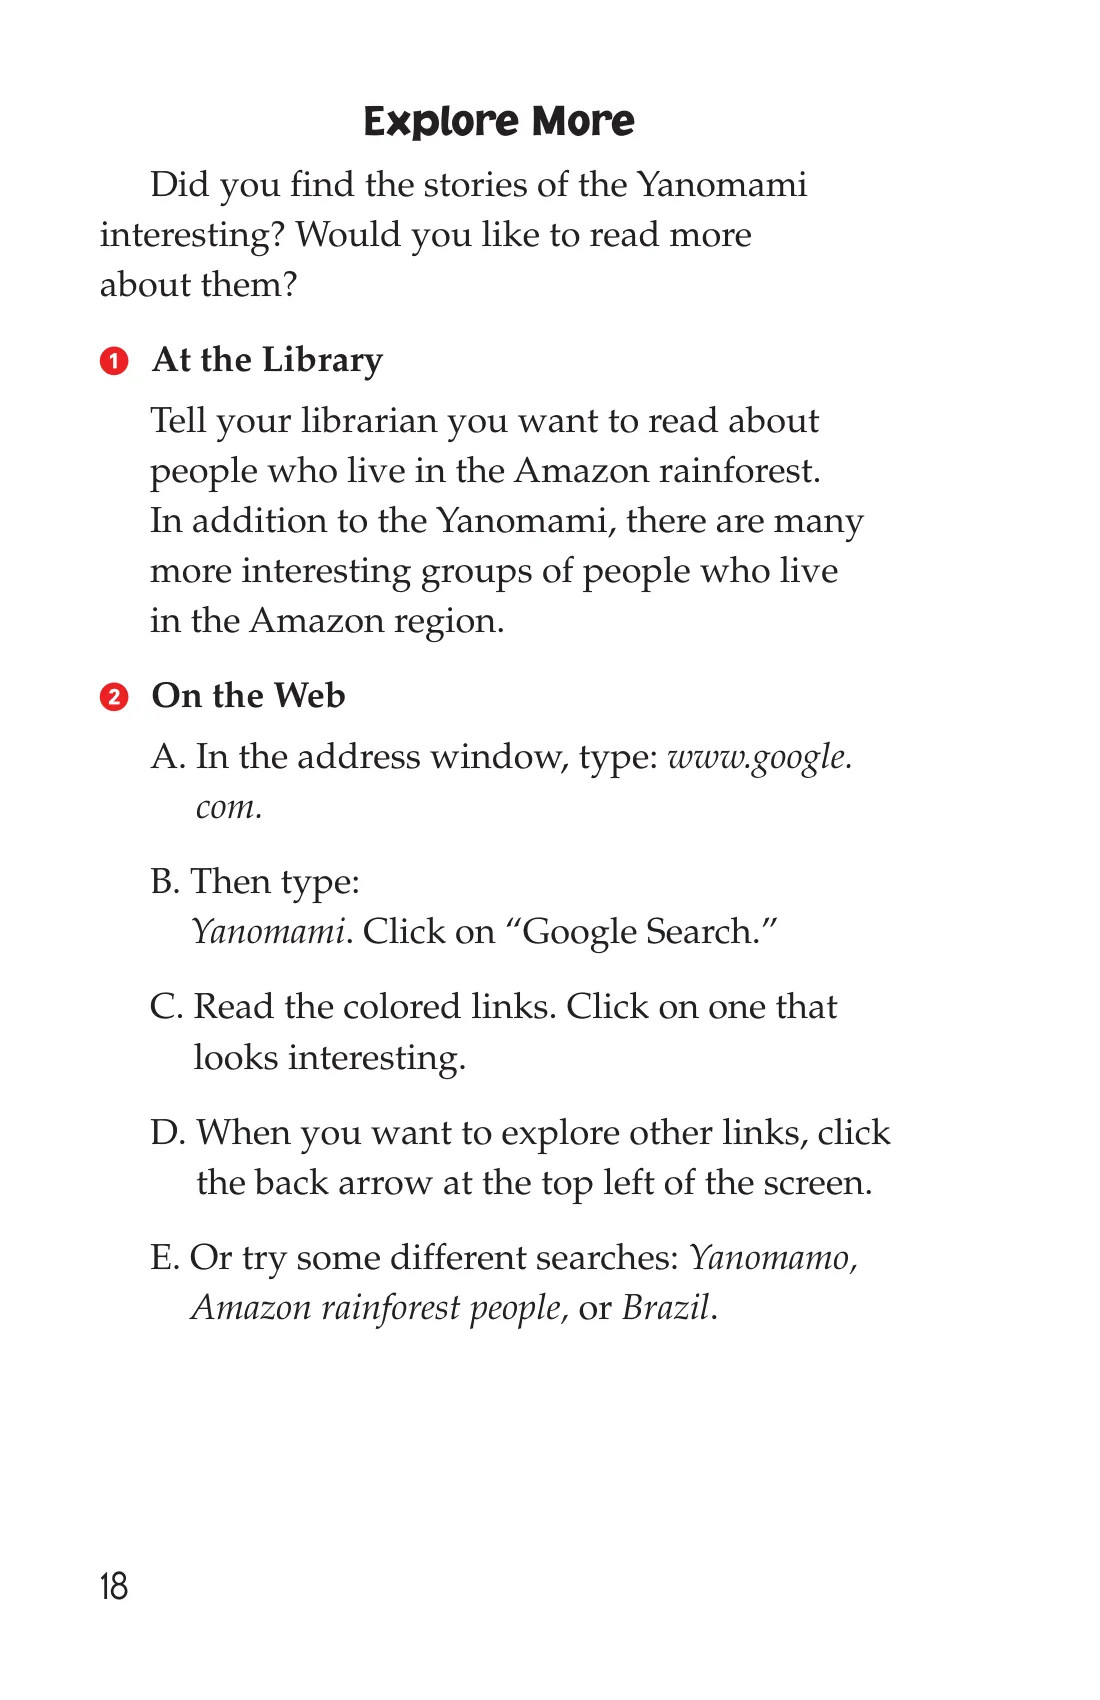 Explore More
Did you find the stories of the Yanomami
interesting? Would you like to read more
about them?
1 At the Library
Tell your librarian you want to read about
people who live in the Amazon rainforest.
In addition to the Yanomami, there are many
more interesting groups of people who live
in the Amazon region.
2 On the Web
A. In the address window, type: www.google.
com.
B. Then type:
Yanomami. Click on “Google Search.”
C. Read the colored links. Click on one that
looks interesting.
D. When you want to explore other links, click
the back arrow at the top left of the screen.
E. Or try some different searches: Yanomamo,
Amazon rainforest people, or Brazil.
18